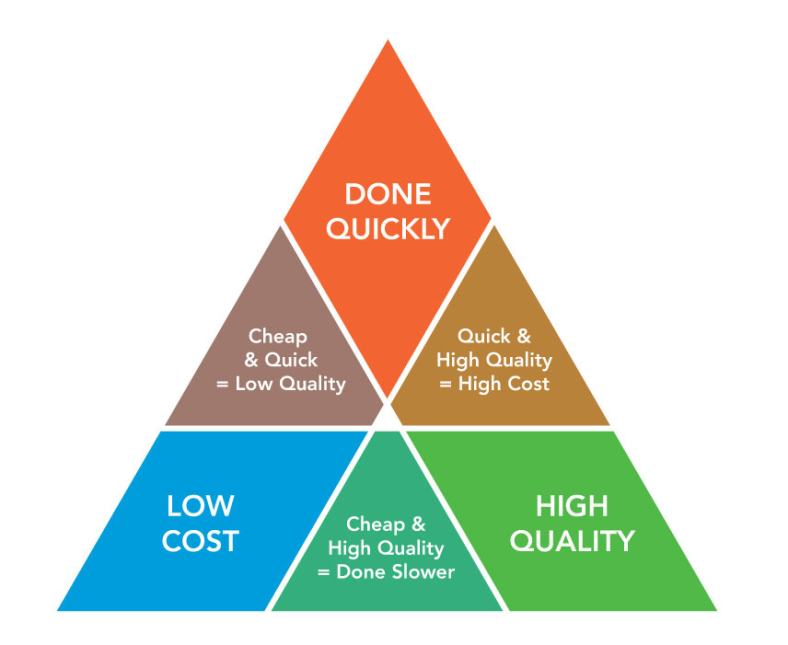 DONE
QUICKLY
Cheap
& Quick
= Low Quality
Quick &
High Quality
= High Cost
LOW
COST
Cheap &
High Quality
= Done Slower
HIGH
QUALITY